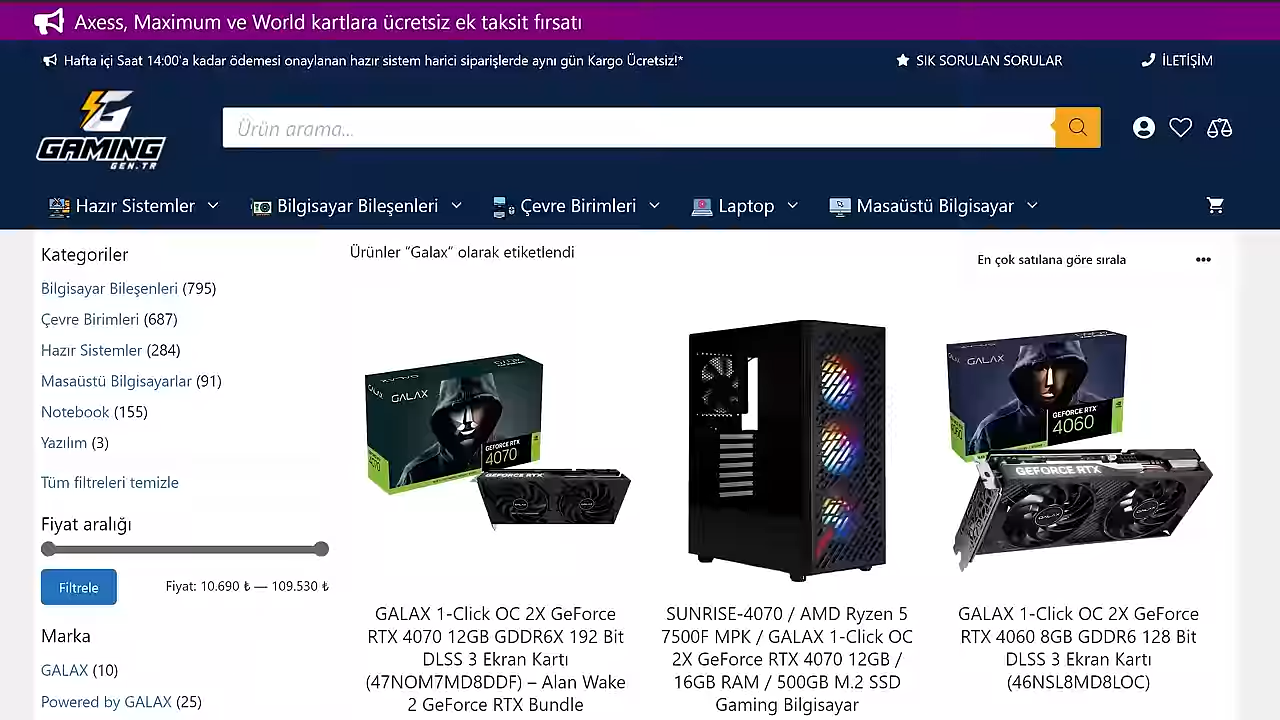 Axess, Maximum ve World kartlara ücretsiz ek taksit fırsatı
Hafta içi Saat 14:00'a kadar ödemesi onaylanan hazır sistem harici siparişlerde aynı gün Kargo Ücretsiz!*
SIK SORULAN SORULAR
İLETİŞİM
GAMING
GEN.TR
Ürün arama...
Hazır Sistemler
Bilgisayar Bileşenleri
Çevre Birimleri
Laptop
Masaüstü Bilgisayar
Kategoriler
Bilgisayar Bileşenleri (795)
Çevre Birimleri (687)
Hazır Sistemler (284)
Masaüstü Bilgisayarlar (91)
Notebook (155)
Yazılım (3)
Tüm filtreleri temizle
Fiyat aralığı
Filtrele
Fiyat: 10.690 ₺ — 109.530 ₺
Marka
GALAX (10)
Powered by GALAX (25)
Ürünler “Galax” olarak etiketlendi
En çok satılana göre sırala
GALAX
GEFORCE RTX
4070
4070
GEFORCE RTX
GALAX
GEFORCE RTX
4060
4060
GEFORCE RTX
GALAX 1-Click OC 2X GeForce
RTX 4070 12GB GDDR6X 192 Bit
DLSS 3 Ekran Kartı
(47NOM7MD8DDF) – Alan Wake
2 GeForce RTX Bundle
SUNRISE-4070 / AMD Ryzen 5
7500F MPK / GALAX 1-Click OC
2X GeForce RTX 4070 12GB /
16GB RAM / 500GB M.2 SSD
Gaming Bilgisayar
GALAX 1-Click OC 2X GeForce
RTX 4060 8GB GDDR6 128 Bit
DLSS 3 Ekran Kartı
(46NSL8MD8LOC)